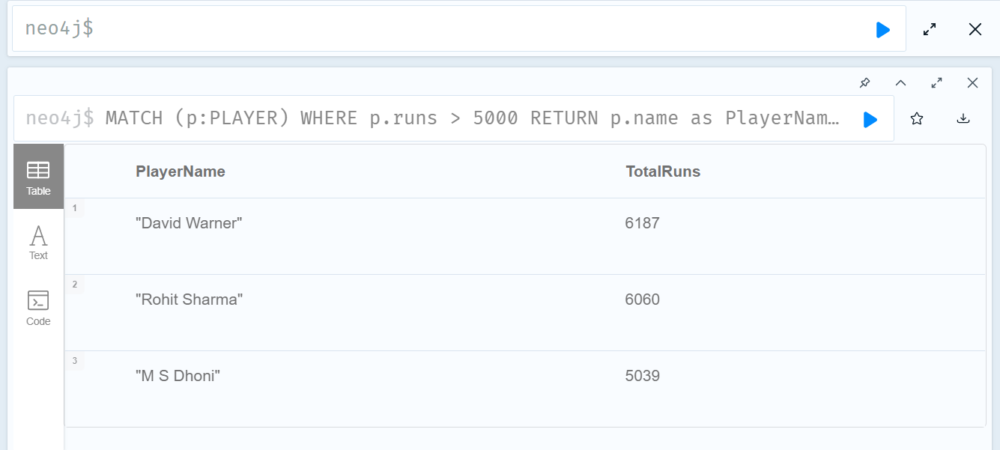 neo4j$
neo4j$ MATCH (p:PLAYER) WHERE p.runs > 5000 RETURN p.name as PlayerNam…
Table
Text
Code
PlayerName TotalRuns
1 "David Warner" 6187
2 "Rohit Sharma" 6060
3 "M S Dhoni" 5039